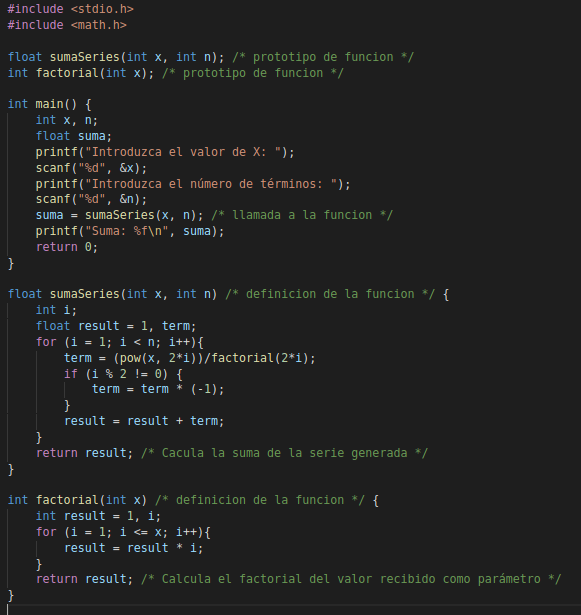 #include <stdio.h>
#include <math.h>

float sumaSeries(int x, int n); /* prototipo de funcion */
int factorial(int x); /* prototipo de funcion */

int main() {
    int x, n;
    float suma;
    printf("Introduzca el valor de X: ");
    scanf("%d", &x);
    printf("Introduzca el número de términos: ");
    scanf("%d", &n);
    suma = sumaSeries(x, n); /* llamada a la funcion */
    printf("Suma: %f\n", suma);
    return 0;
}

float sumaSeries(int x, int n) /* definicion de la funcion */ {
    int i;
    float result = 1, term;
    for (i = 1; i < n; i++){
        term = (pow(x, 2*i))/factorial(2*i);
        if (i % 2 != 0) {
            term = term * (-1);
        }
        result = result + term;
    }
    return result; /* Cacula la suma de la serie generada */
}

int factorial(int x) /* definicion de la funcion */ {
    int result = 1, i;
    for (i = 1; i <= x; i++){
        result = result * i;
    }
    return result; /* Calcula el factorial del valor recibido como parámetro */
}